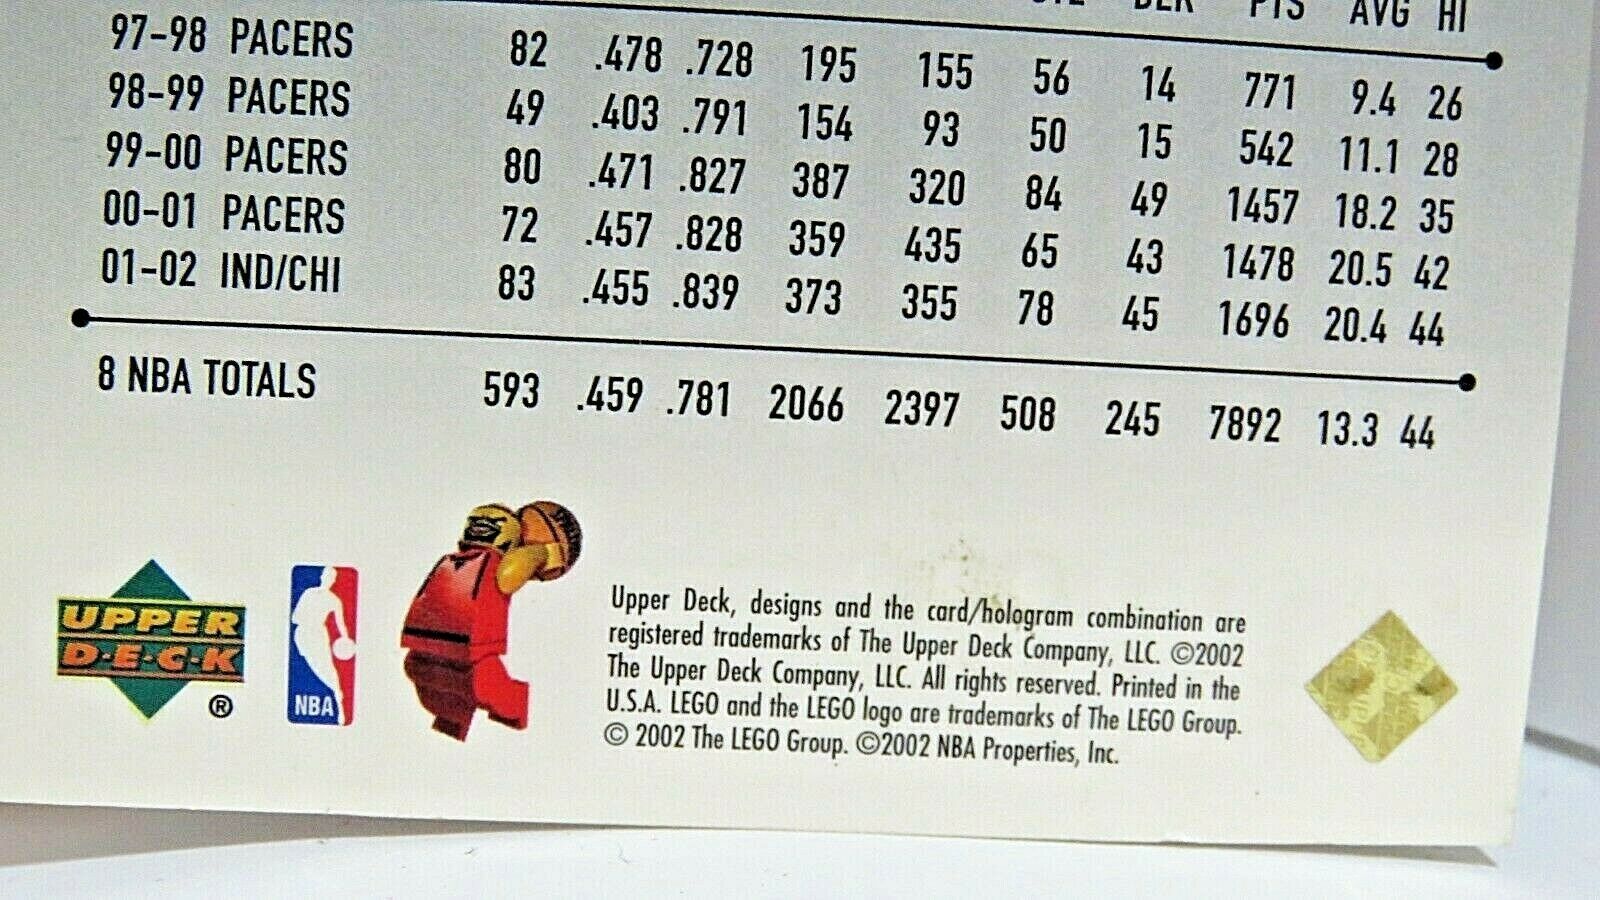 PTS AVG HI
97-98 PACERS 82 .478 .728 195 155 56 14 771 9.4 26
98-99 PACERS 49 .403 .791 154 93 50 15 542 11.1 28
99-00 PACERS 80 .471 .827 387 320 84 49 1457 18.2 35
00-01 PACERS 72 .457 .828 359 435 65 43 1478 20.5 42
01-02 IND/CHI 83 .455 .839 373 355 78 45 1696 20.4 44
8 NBA TOTALS 593 .459 .781 2066 2397 508 245 7892 13.3 44
UPPER
D·E·C·K
®
NBA
Upper Deck, designs and the card/hologram combination are
registered trademarks of The Upper Deck Company, LLC. ©2002
The Upper Deck Company, LLC. All rights reserved. Printed in the
U.S.A. LEGO and the LEGO logo are trademarks of The LEGO Group.
© 2002 The LEGO Group. ©2002 NBA Properties, Inc.